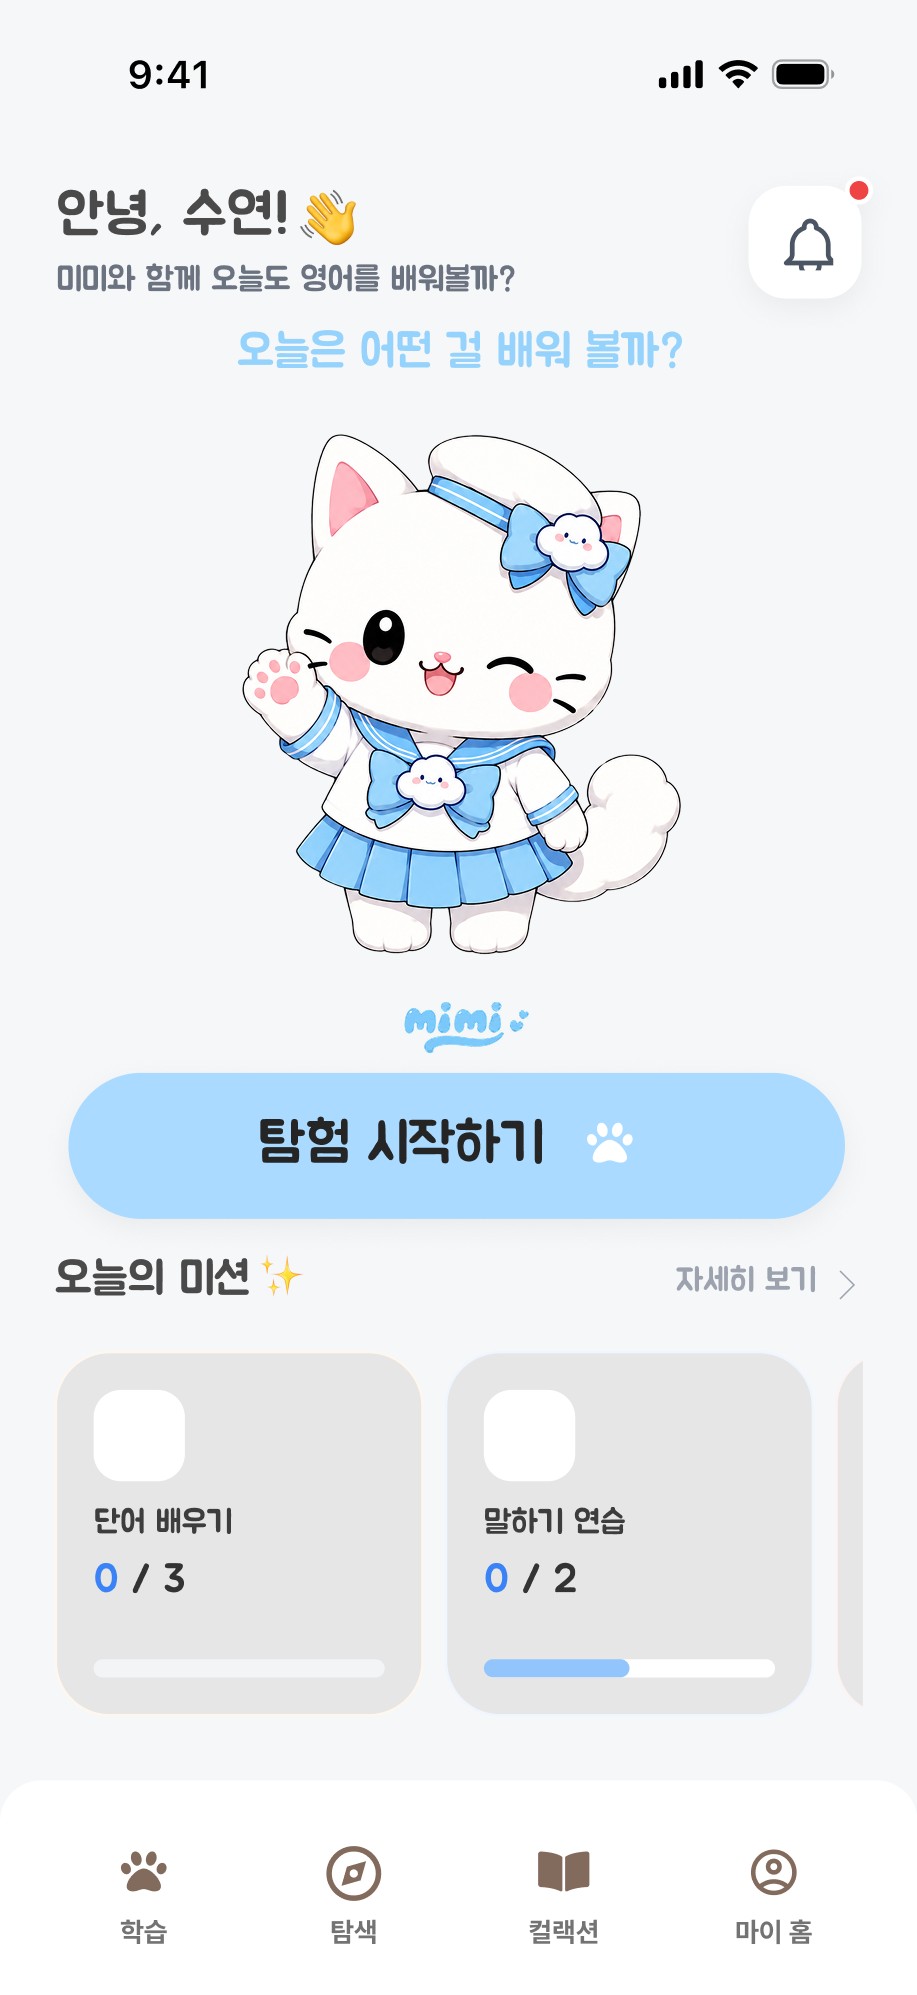 9:41
안녕, 수연! 👋
미미와 함께 오늘도 영어를 배워볼까?
오늘은 어떤 걸 배워 볼까?
mimi
탐험 시작하기
오늘의 미션 ✨
자세히 보기
단어 배우기
0 / 3
말하기 연습
0 / 2
학습
탐색
컬랙션
마이 홈